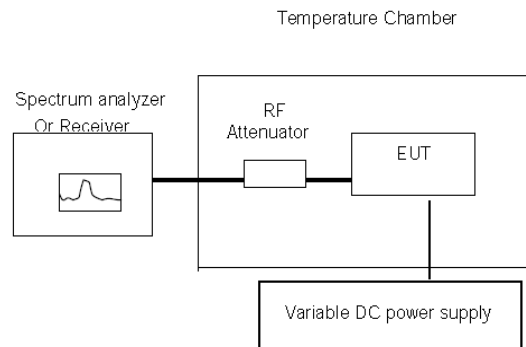 Temperature Chamber
Spectrum analyzer
Or Receiver
RF
Attenuator
EUT
Variable DC power supply